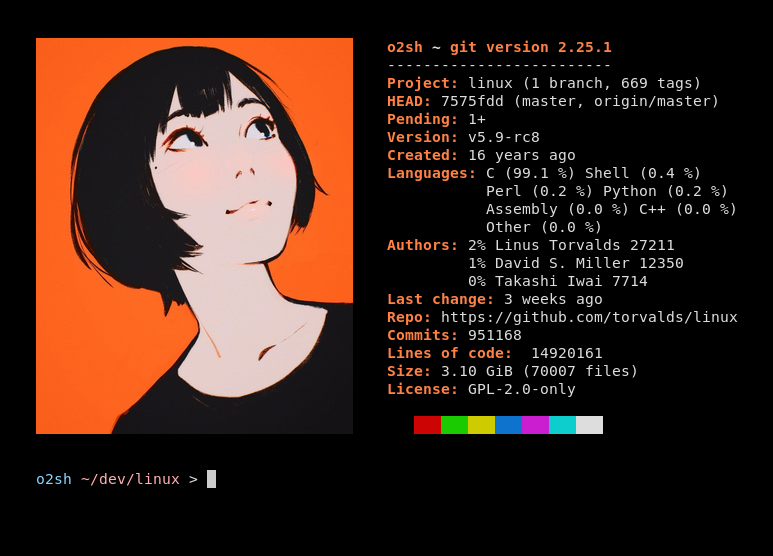 o2sh ~ git version 2.25.1
-------------------------
Project: linux (1 branch, 669 tags)
HEAD: 7575fdd (master, origin/master)
Pending: 1+
Version: v5.9-rc8
Created: 16 years ago
Languages: C (99.1 %) Shell (0.4 %)
Perl (0.2 %) Python (0.2 %)
Assembly (0.0 %) C++ (0.0 %)
Other (0.0 %)
Authors: 2% Linus Torvalds 27211
1% David S. Miller 12350
0% Takashi Iwai 7714
Last change: 3 weeks ago
Repo: https://github.com/torvalds/linux
Commits: 951168
Lines of code:  14920161
Size: 3.10 GiB (70007 files)
License: GPL-2.0-only
o2sh ~/dev/linux >